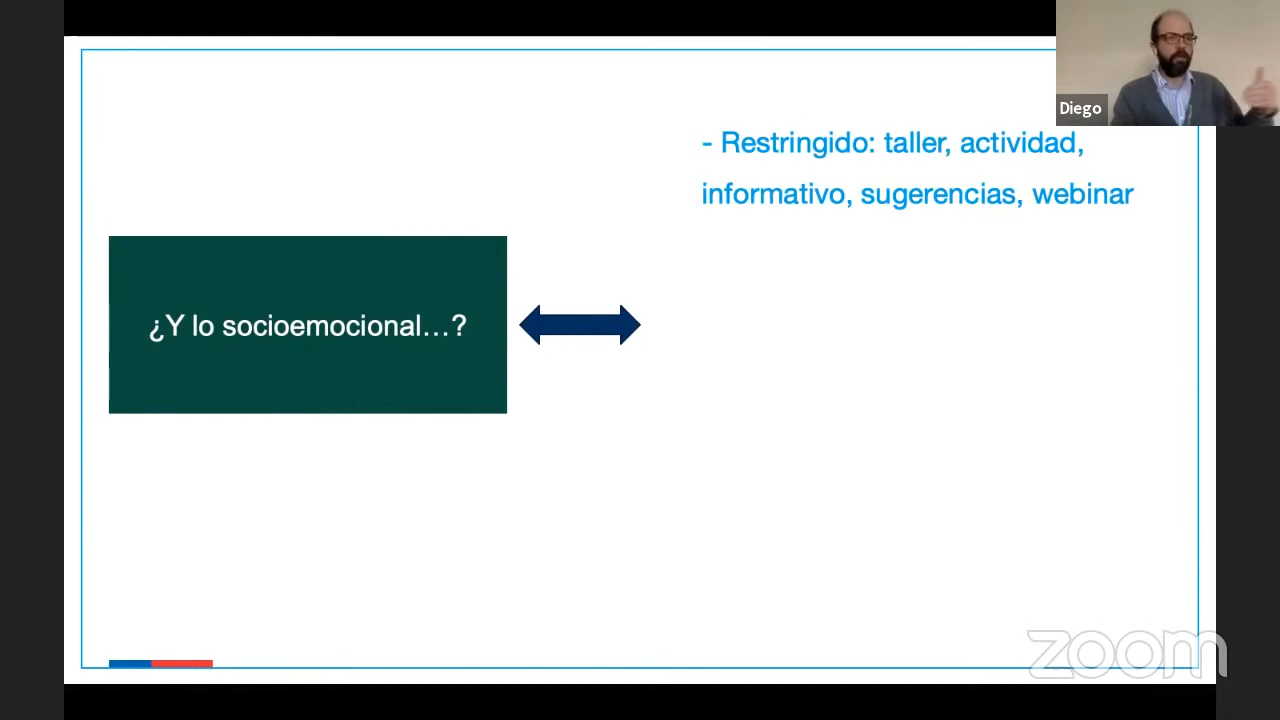 Diego
- Restringido: taller, actividad,
informativo, sugerencias, webinar
¿Y lo socioemocional…?
zoom